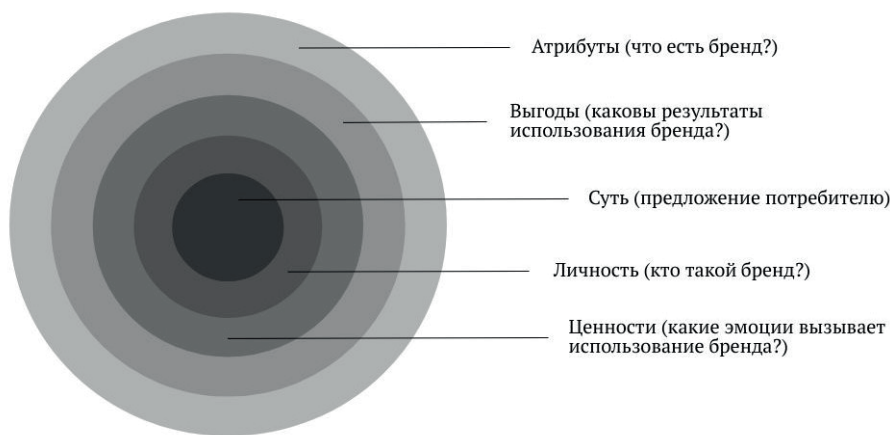 Атрибуты (что есть бренд?)
Выгоды (каковы результаты
использования бренда?)
Суть (предложение потребителю)
Личность (кто такой бренд?)
Ценности (какие эмоции вызывает
использование бренда?)